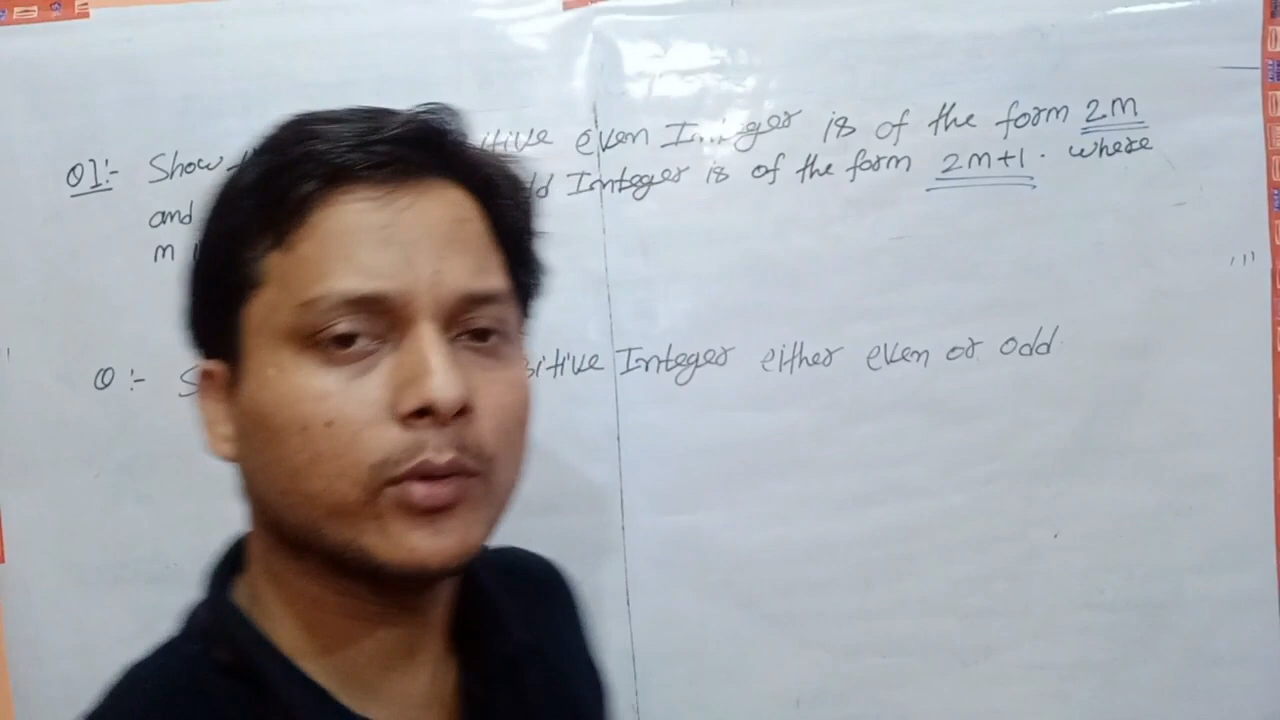 Q1:- Show itive even Integer is of the form 2m
and dd Integer is of the form 2m+1. where
m
Q:- S sitive Integer either even or odd